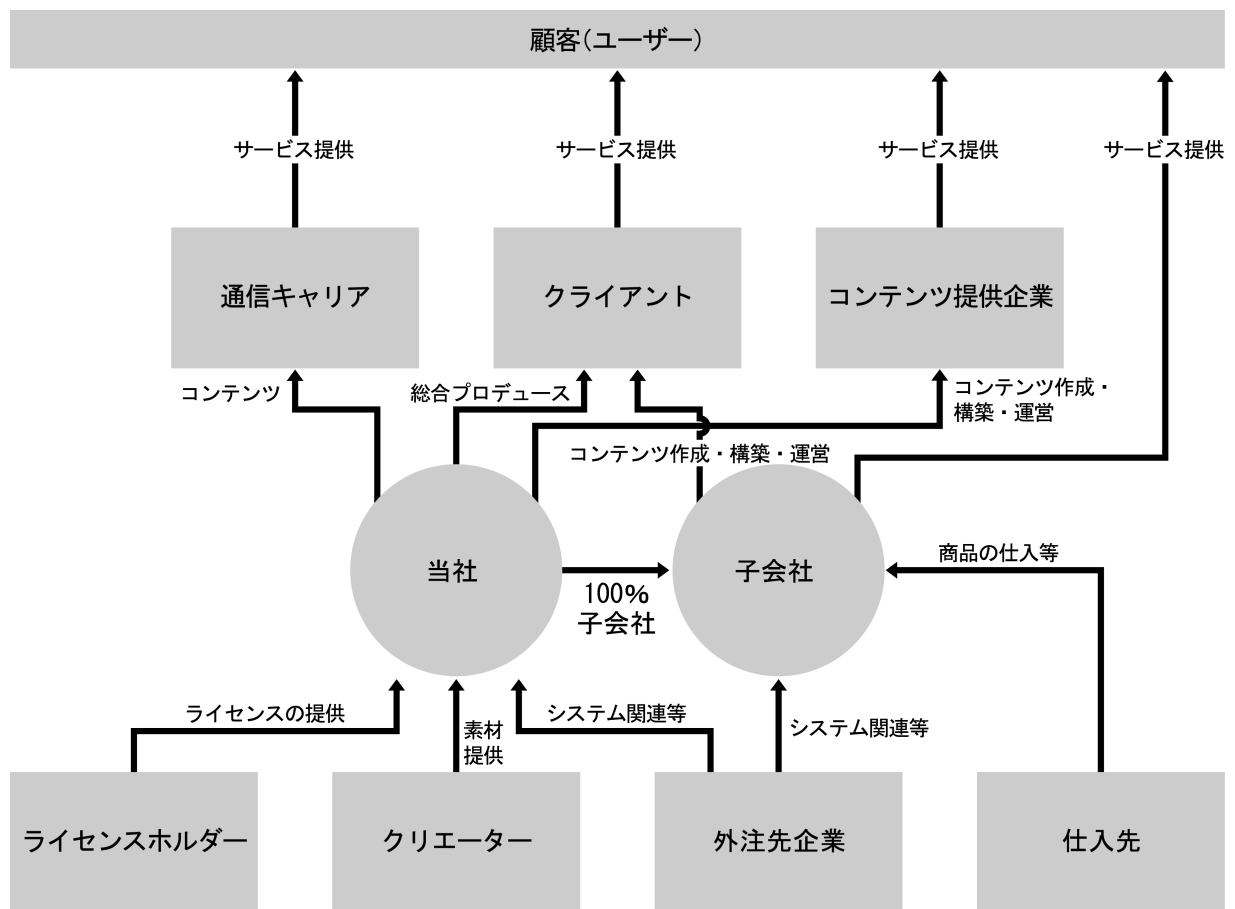 顧客(ユーザー)
サービス提供
サービス提供
サービス提供
サービス提供
通信キャリア
クライアント
コンテンツ提供企業
コンテンツ
総合プロデュース
コンテンツ作成・
構築・運営
コンテンツ作成・構築・運営
当社
子会社
100%
子会社
商品の仕入等
ライセンスの提供
素材
提供
システム関連等
システム関連等
ライセンスホルダー
クリエーター
外注先企業
仕入先